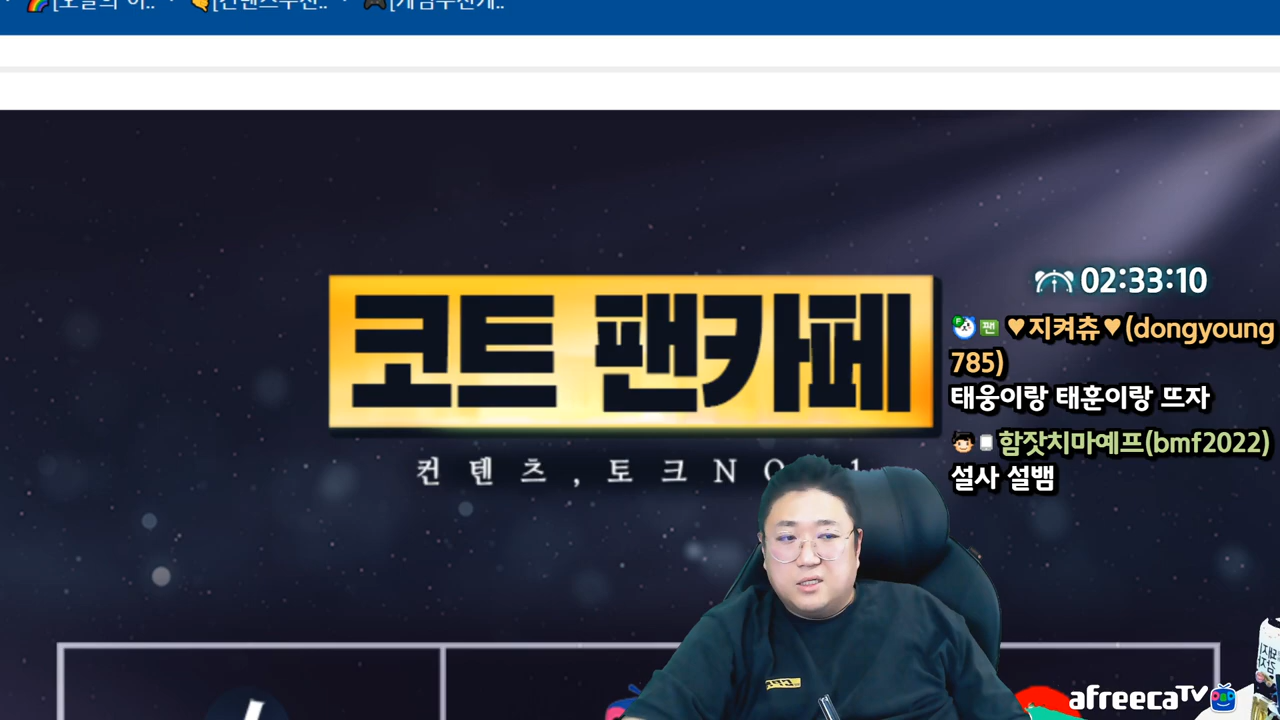 02:33:10
♥지켜츄♥(dongyoung
785)
태웅이랑 태훈이랑 뜨자
함잣치마예프(bmf2022)
설사 설뱀
코트 팬카페
컨텐츠,토크NO
afreecaTV